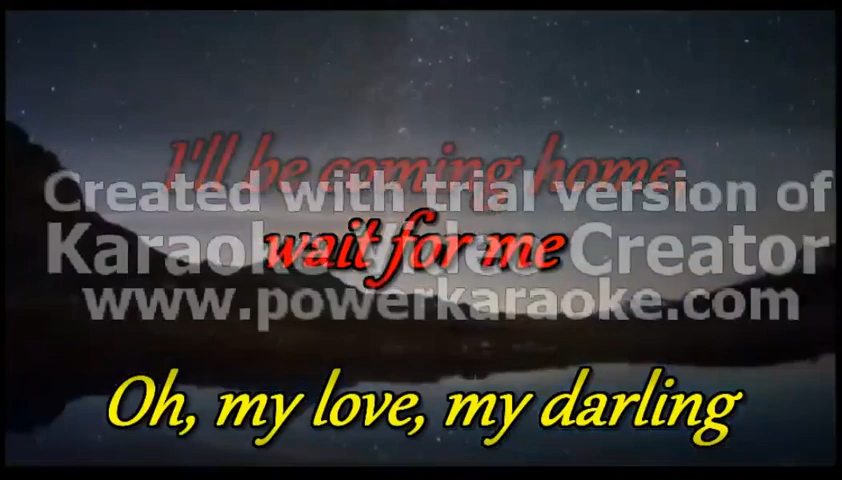 I'll be coming home,
Created with trial version of
wait for me
Karaoke Video Creator
www.powerkaraoke.com
Oh, my love, my darling